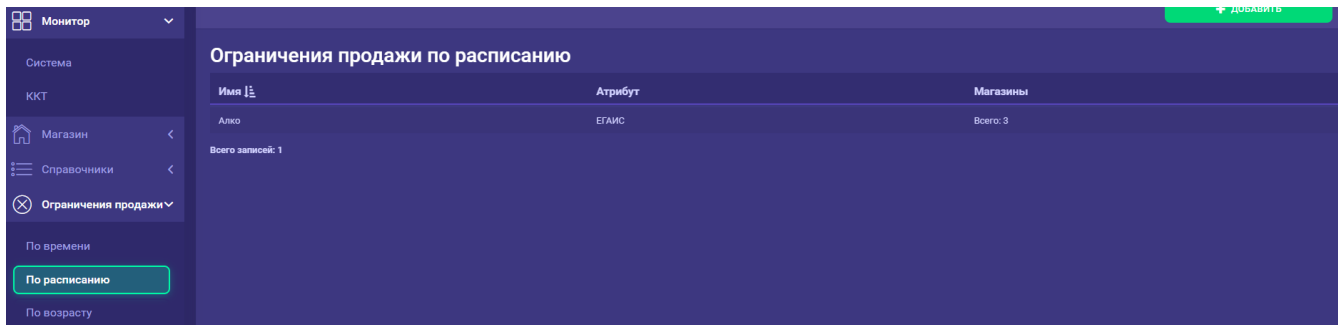 Монитор
+ ДОБАВИТЬ
Система
ККТ
Магазин
Справочники
Ограничения продажи
По времени
По расписанию
По возрасту
Ограничения продажи по расписанию
Имя Атрибут Магазины
Алко ЕГАИС Всего: 3
Всего записей: 1